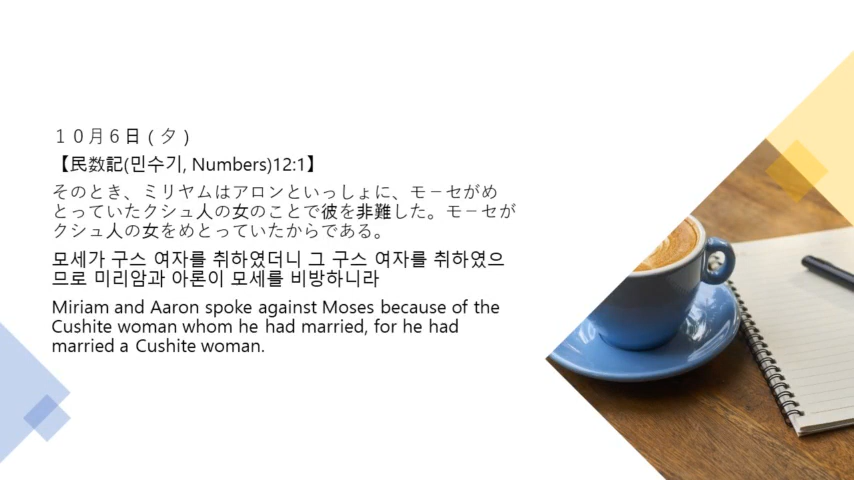 １０月６日（夕）
【民数記(민수기, Numbers)12:1】
そのとき、ミリヤムはアロンといっしょに、モ－セがめ
とっていたクシュ人の女のことで彼を非難した。モ－セが
クシュ人の女をめとっていたからである。
모세가 구스 여자를 취하였더니 그 구스 여자를 취하였으
므로 미리암과 아론이 모세를 비방하니라
Miriam and Aaron spoke against Moses because of the
Cushite woman whom he had married, for he had
married a Cushite woman.